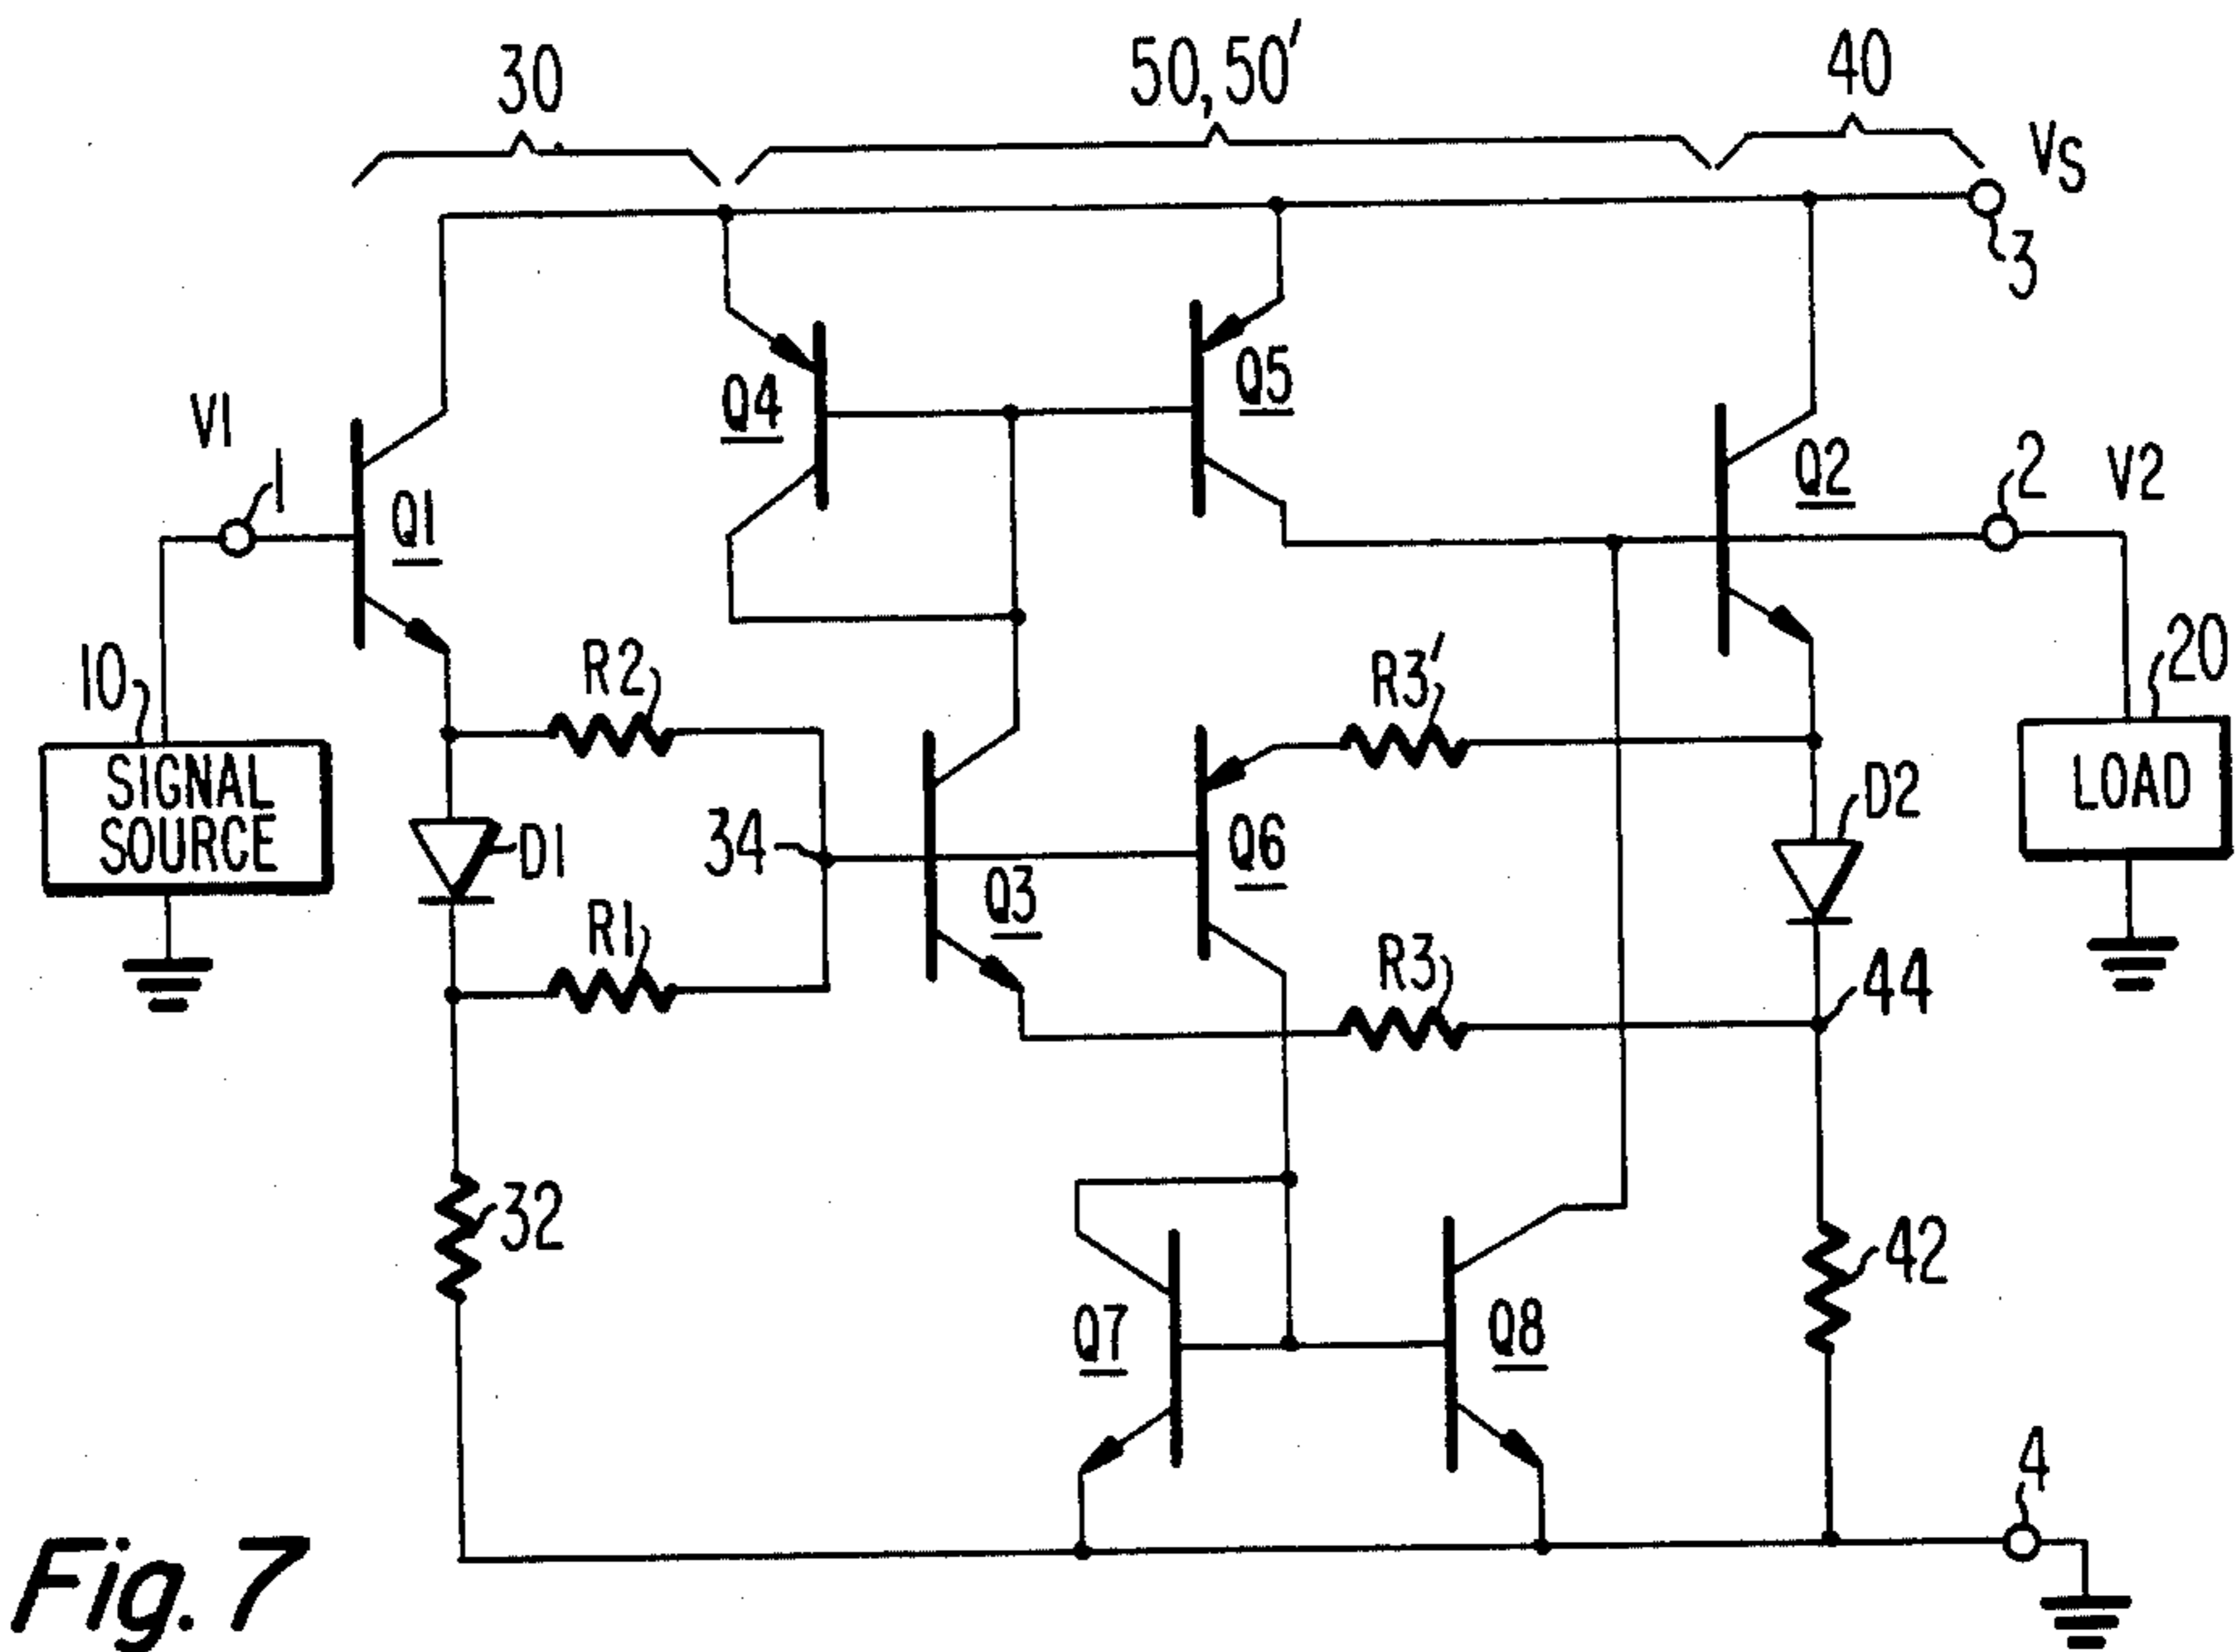 30
50,50'
40
VS
3
V1
1
Q1
Q4
Q5
Q2
2
V2
10
SIGNAL
SOURCE
R2
R3'
20
LOAD
D1
34
Q3
Q6
D2
R1
R3
44
32
Q7
Q8
42
4
Fig. 7